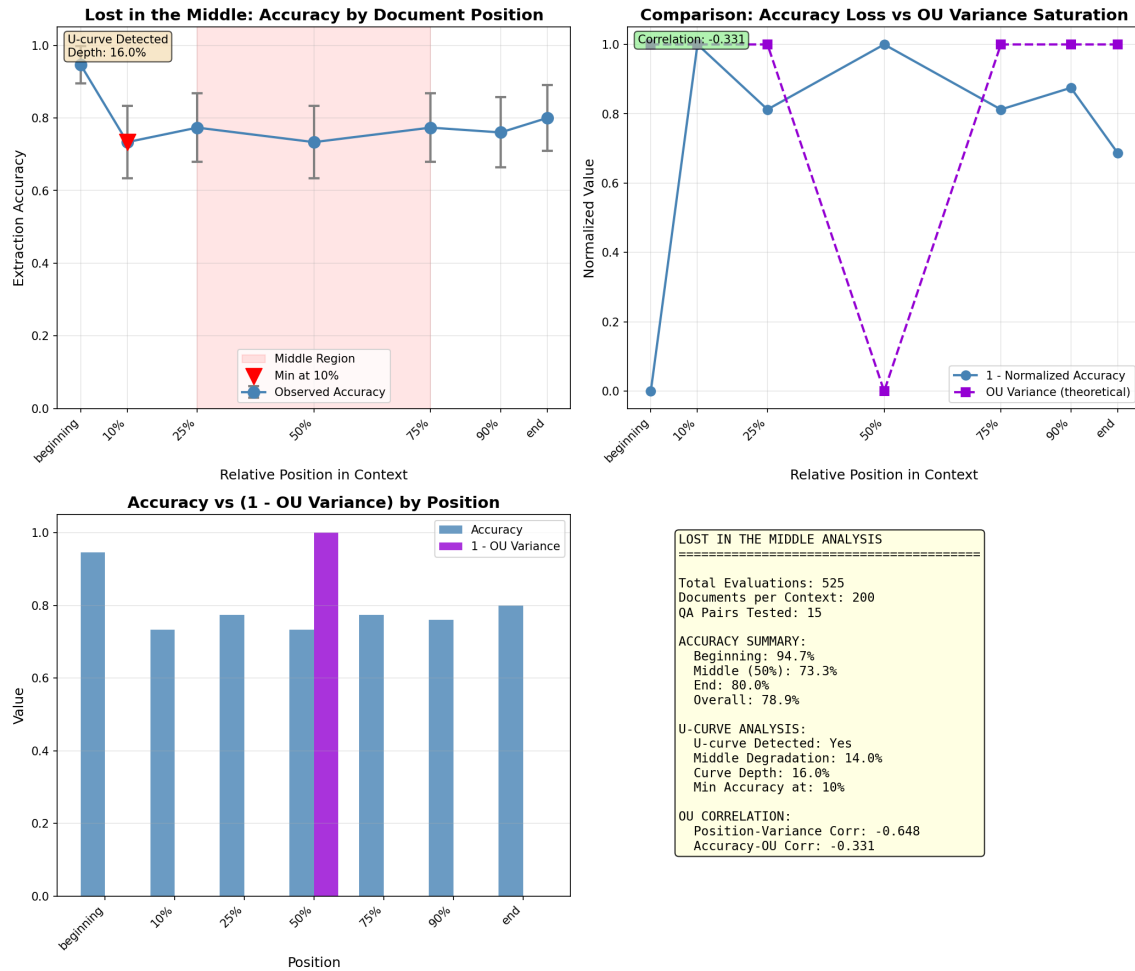 Lost in the Middle: Accuracy by Document Position
U-curve Detected
Depth: 16.0%
Extraction Accuracy
1.0
0.8
0.6
0.4
0.2
0.0
Middle Region
Min at 10%
Observed Accuracy
beginning
10%
25%
50%
75%
90%
end
Relative Position in Context
Comparison: Accuracy Loss vs OU Variance Saturation
Correlation: -0.331
Normalized Value
1.0
0.8
0.6
0.4
0.2
0.0
1 - Normalized Accuracy
OU Variance (theoretical)
beginning
10%
25%
50%
75%
90%
end
Relative Position in Context
Accuracy vs (1 - OU Variance) by Position
Accuracy
1 - OU Variance
Value
1.0
0.8
0.6
0.4
0.2
0.0
beginning
10%
25%
50%
75%
90%
end
Position
LOST IN THE MIDDLE ANALYSIS
========================================
Total Evaluations: 525
Documents per Context: 200
QA Pairs Tested: 15
ACCURACY SUMMARY:
Beginning: 94.7%
Middle (50%): 73.3%
End: 80.0%
Overall: 78.9%
U-CURVE ANALYSIS:
U-curve Detected: Yes
Middle Degradation: 14.0%
Curve Depth: 16.0%
Min Accuracy at: 10%
OU CORRELATION:
Position-Variance Corr: -0.648
Accuracy-OU Corr: -0.331